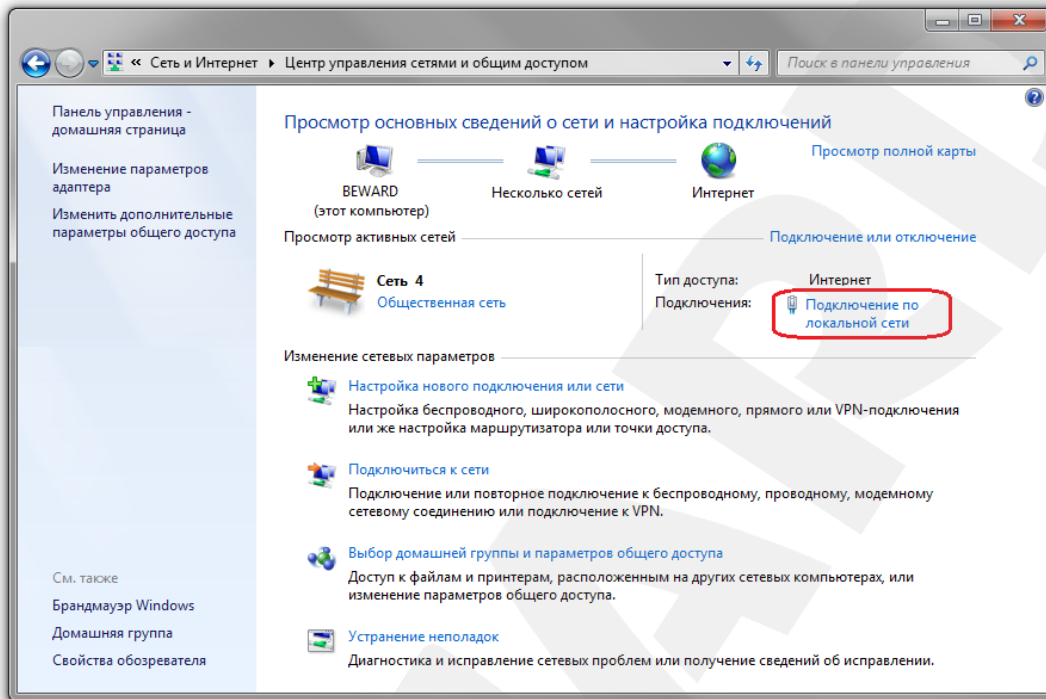 « Сеть и Интернет ▸ Центр управления сетями и общим доступом
Поиск в панели управления
Панель управления -
домашняя страница
Изменение параметров
адаптера
Изменить дополнительные
параметры общего доступа
См. также
Брандмауэр Windows
Домашняя группа
Свойства обозревателя
Просмотр основных сведений о сети и настройка подключений
Просмотр полной карты
BEWARD
(этот компьютер)
Несколько сетей
Интернет
Просмотр активных сетей
Подключение или отключение
Сеть 4
Общественная сеть
Тип доступа: Интернет
Подключения: Подключение по
локальной сети
Изменение сетевых параметров
Настройка нового подключения или сети
Настройка беспроводного, широкополосного, модемного, прямого или VPN-подключения
или же настройка маршрутизатора или точки доступа.
Подключиться к сети
Подключение или повторное подключение к беспроводному, проводному, модемному
сетевому соединению или подключение к VPN.
Выбор домашней группы и параметров общего доступа
Доступ к файлам и принтерам, расположенным на других сетевых компьютерах, или
изменение параметров общего доступа.
Устранение неполадок
Диагностика и исправление сетевых проблем или получение сведений об исправлении.